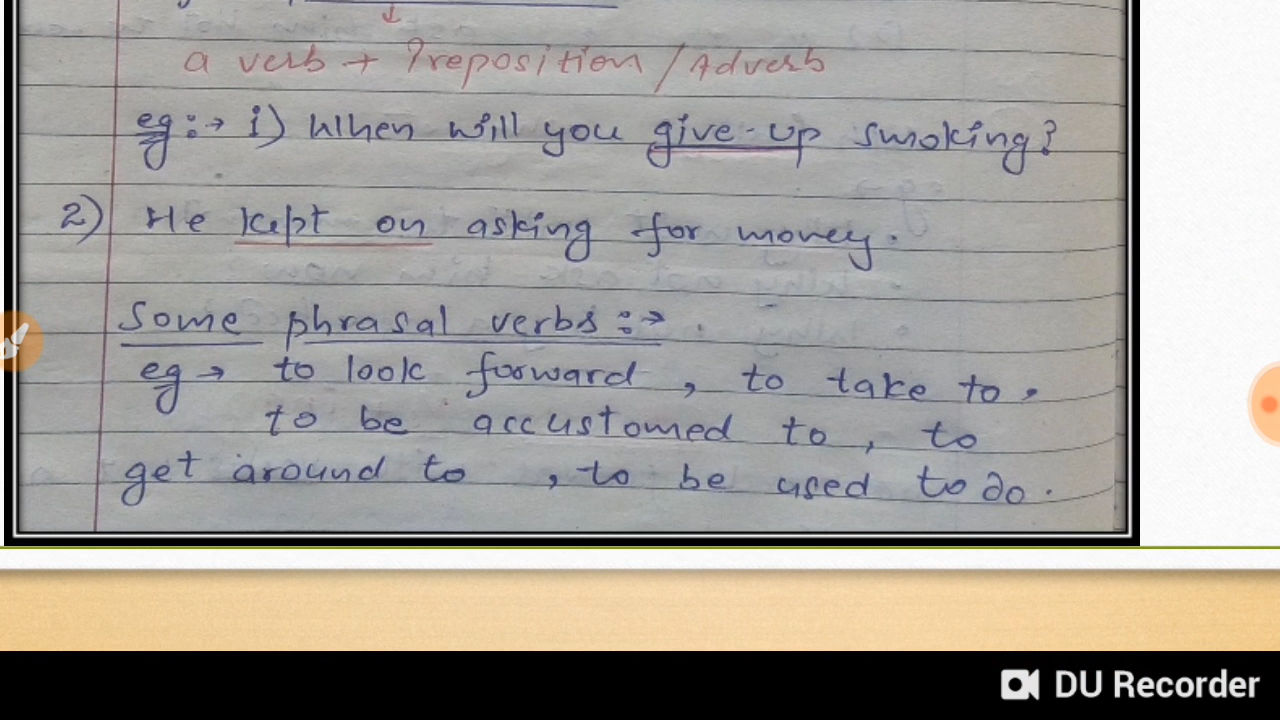 a verb + Preposition / Adverb
eg:→ i) When will you give-up smoking?
2) He kept on asking for money.
Some phrasal verbs:→
eg → to look forward, to take to,
to be accustomed to, to
get around to , to be used to do.
DU Recorder